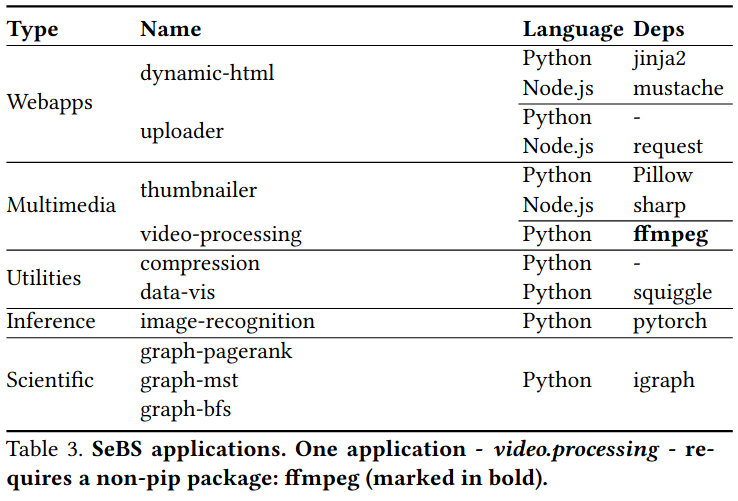 Type Name Language Deps
Webapps dynamic-html Python jinja2
Node.js mustache
uploader Python -
Node.js request
Multimedia thumbnailer Python Pillow
Node.js sharp
video-processing Python ffmpeg
Utilities compression Python -
data-vis Python squiggle
Inference image-recognition Python pytorch
Scientific graph-pagerank
graph-mst Python igraph
graph-bfs
Table 3. SeBS applications. One application - video.processing - re-
quires a non-pip package: ffmpeg (marked in bold).